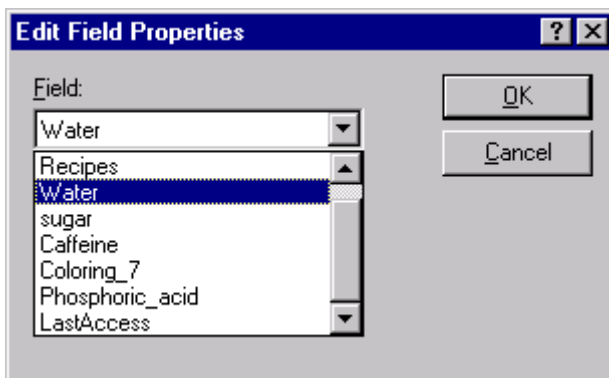 Edit Field Properties
Field:
Water
OK
Cancel
Recipes
Water
sugar
Caffeine
Coloring_7
Phosphoric_acid
LastAccess